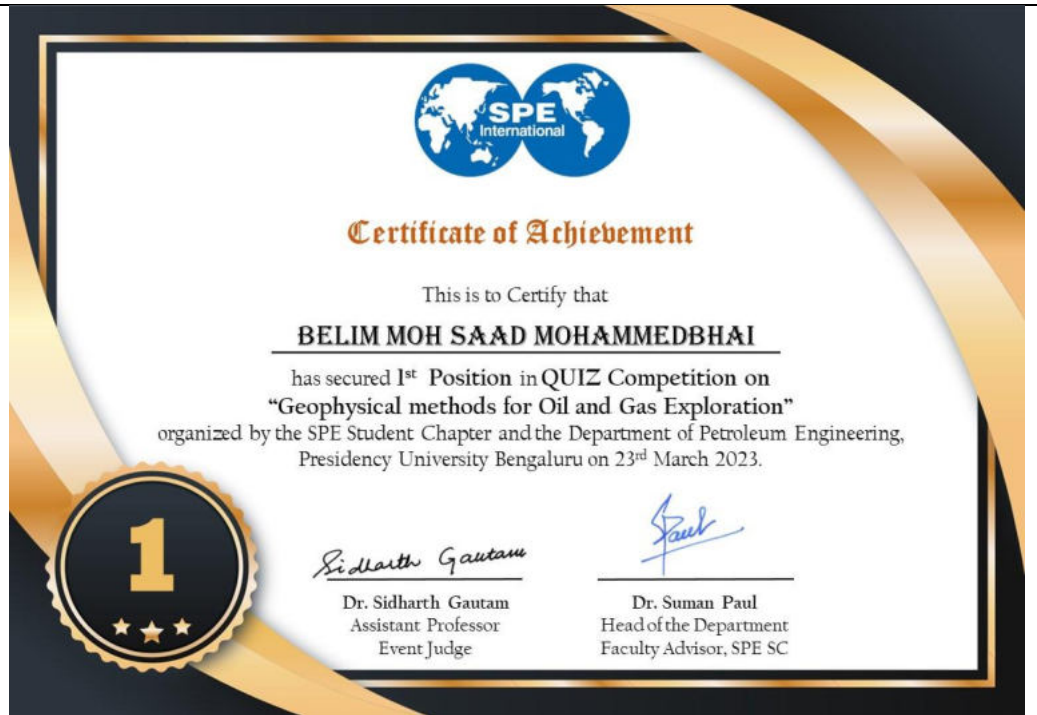 SPE
International
Certificate of Achievement
This is to Certify that
BELIM MOH SAAD MOHAMMEDBHAI
has secured 1st Position in QUIZ Competition on
“Geophysical methods for Oil and Gas Exploration”
organized by the SPE Student Chapter and the Department of Petroleum Engineering,
Presidency University Bengaluru on 23rd March 2023.
1
Sidharth Gautam
SPaul
Dr. Sidharth Gautam
Assistant Professor
Event Judge
Dr. Suman Paul
Head of the Department
Faculty Advisor, SPE SC